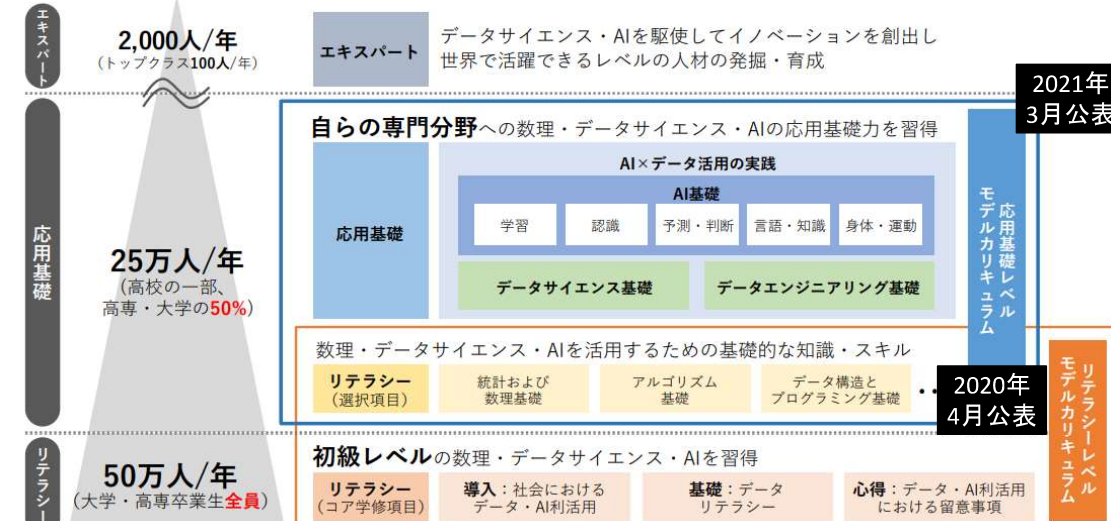 エキスパート
2,000人/年
(トップクラス100人/年)
エキスパート
データサイエンス・AIを駆使してイノベーションを創出し
世界で活躍できるレベルの人材の発掘・育成
2021年
3月公表
自らの専門分野への数理・データサイエンス・AIの応用基礎力を習得
AI×データ活用の実践
AI基礎
学習
認識
予測・判断
言語・知識
身体・運動
応用基礎
データサイエンス基礎
データエンジニアリング基礎
応用基礎レベル
モデルカリキュラム
応用基礎
25万人/年
(高校の一部、
高専・大学の50%)
数理・データサイエンス・AIを活用するための基礎的な知識・スキル
リテラシー
(選択項目)
統計および
数理基礎
アルゴリズム
基礎
データ構造と
プログラミング基礎
・・
2020年
4月公表
リテラシーレベル
モデルカリキュラム
リテラシー
50万人/年
(大学・高専卒業生全員)
初級レベルの数理・データサイエンス・AIを習得
リテラシー
(コア学修項目)
導入：社会における
データ・AI利活用
基礎：データ
リテラシー
心得：データ・AI利活用
における留意事項